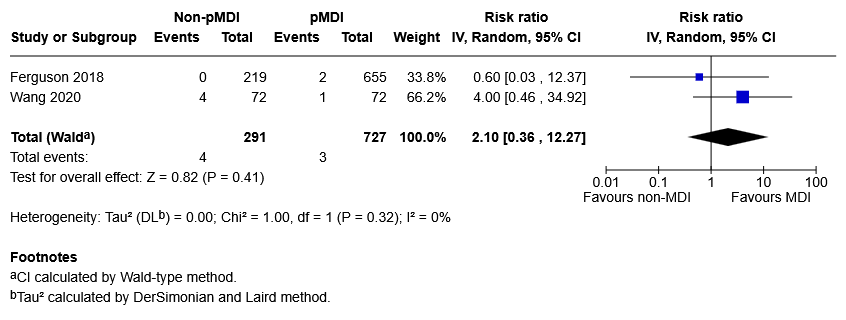 Non-pMDI pMDI Risk ratio Risk ratio
Study or Subgroup Events Total Events Total Weight IV, Random, 95% CI IV, Random, 95% CI
Ferguson 2018 0 219 2 655 33.8% 0.60 [0.03 , 12.37]
Wang 2020 4 72 1 72 66.2% 4.00 [0.46 , 34.92]
Total (Waldᵃ) 291 727 100.0% 2.10 [0.36 , 12.27]
Total events: 4 3
Test for overall effect: Z = 0.82 (P = 0.41)
0.01 0.1 1 10 100
Favours non-MDI Favours MDI
Heterogeneity: Tau² (DLᵇ) = 0.00; Chi² = 1.00, df = 1 (P = 0.32); I² = 0%
Footnotes
ᵃCI calculated by Wald-type method.
ᵇTau² calculated by DerSimonian and Laird method.